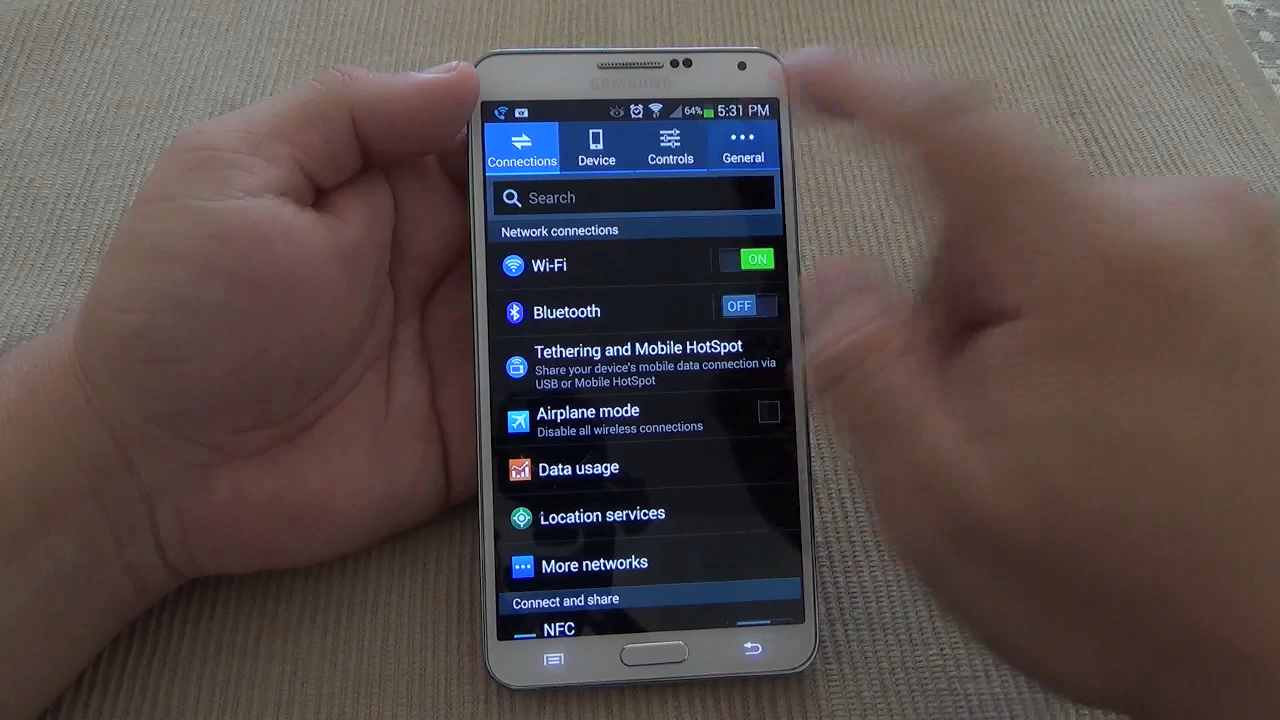 SAMSUNG
64% 5:31 PM
Connections Device Controls General
Search
Network connections
Wi-Fi ON
Bluetooth OFF
Tethering and Mobile HotSpot
Share your device's mobile data connection via
USB or Mobile HotSpot
Airplane mode
Disable all wireless connections
Data usage
Location services
More networks
Connect and share
NFC